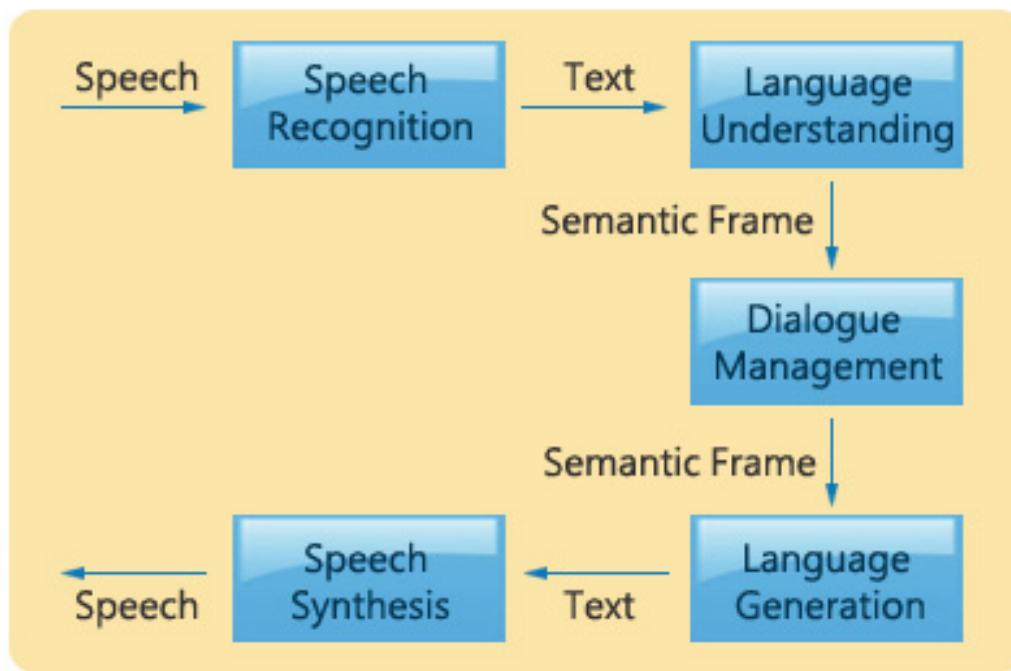 Speech
Speech
Recognition
Text
Language
Understanding
Semantic Frame
Dialogue
Management
Semantic Frame
Language
Generation
Text
Speech
Synthesis
Speech